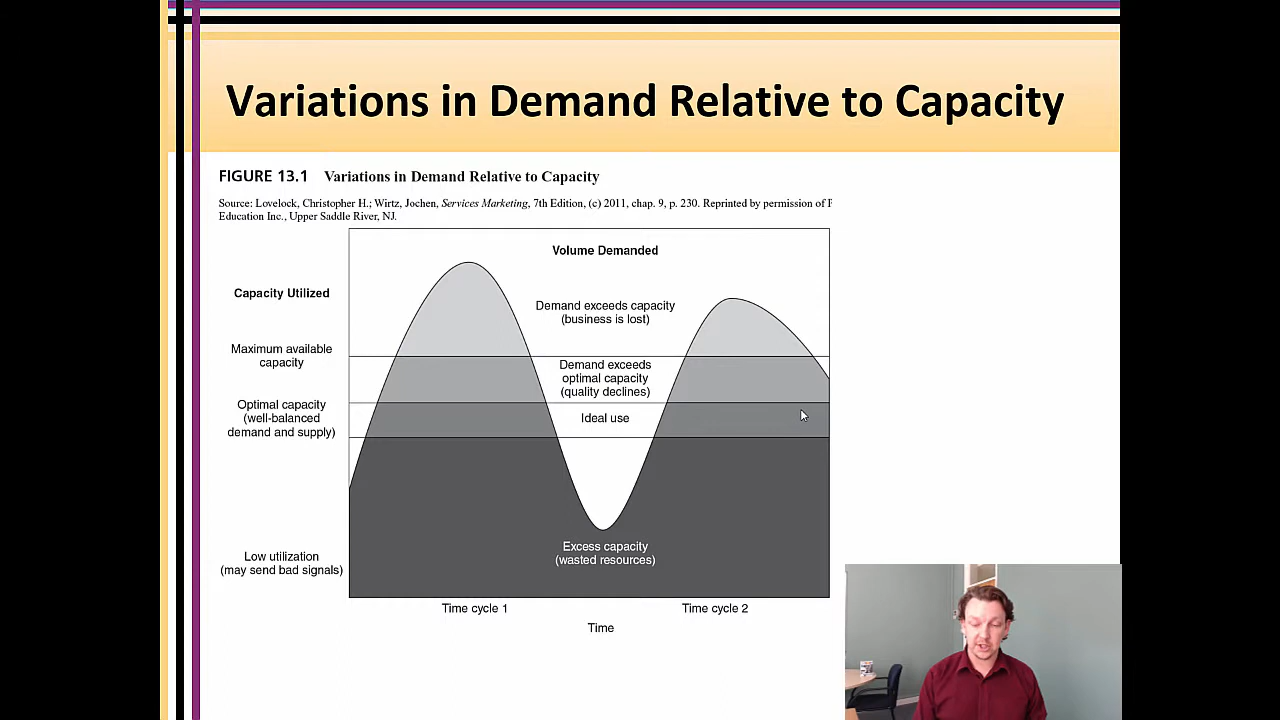 Variations in Demand Relative to Capacity
FIGURE 13.1 Variations in Demand Relative to Capacity
Source: Lovelock, Christopher H.; Wirtz, Jochen, Services Marketing, 7th Edition, (c) 2011, chap. 9, p. 230. Reprinted by permission of
Education Inc., Upper Saddle River, NJ.
Volume Demanded
Capacity Utilized
Demand exceeds capacity
(business is lost)
Maximum available
capacity
Demand exceeds
optimal capacity
(quality declines)
Optimal capacity
(well-balanced
demand and supply)
Ideal use
Low utilization
(may send bad signals)
Excess capacity
(wasted resources)
Time cycle 1
Time cycle 2
Time